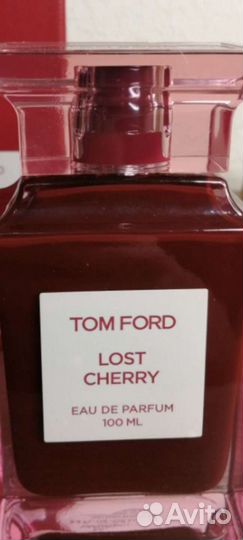 TOM FORD
LOST
CHERRY
EAU DE PARFUM
100 ML
Avito